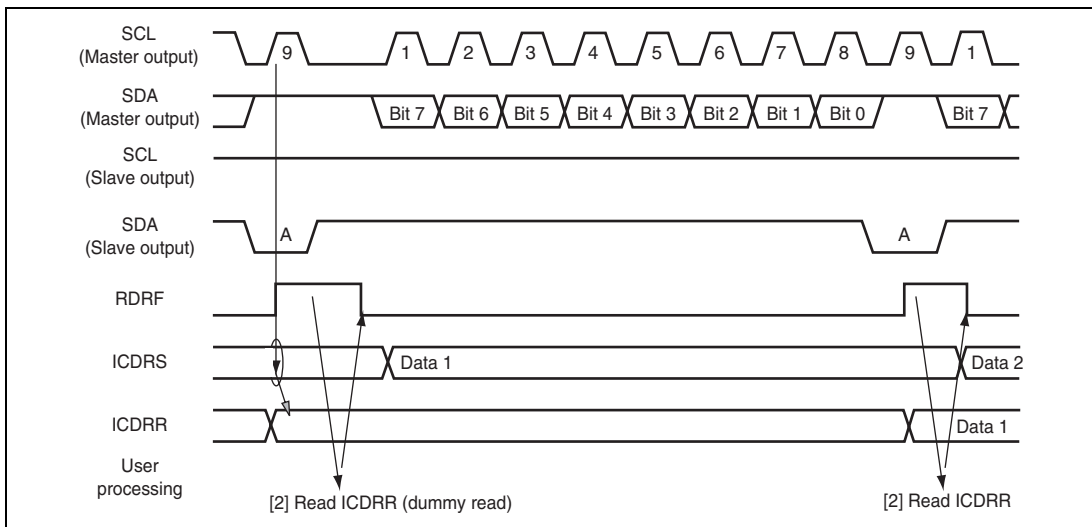 SCL
(Master output)
9 1 2 3 4 5 6 7 8 9 1
SDA
(Master output)
Bit 7 Bit 6 Bit 5 Bit 4 Bit 3 Bit 2 Bit 1 Bit 0 Bit 7
SCL
(Slave output)
SDA
(Slave output)
A A
RDRF
ICDRS
Data 1 Data 2
ICDRR
Data 1
User
processing
[2] Read ICDRR (dummy read) [2] Read ICDRR